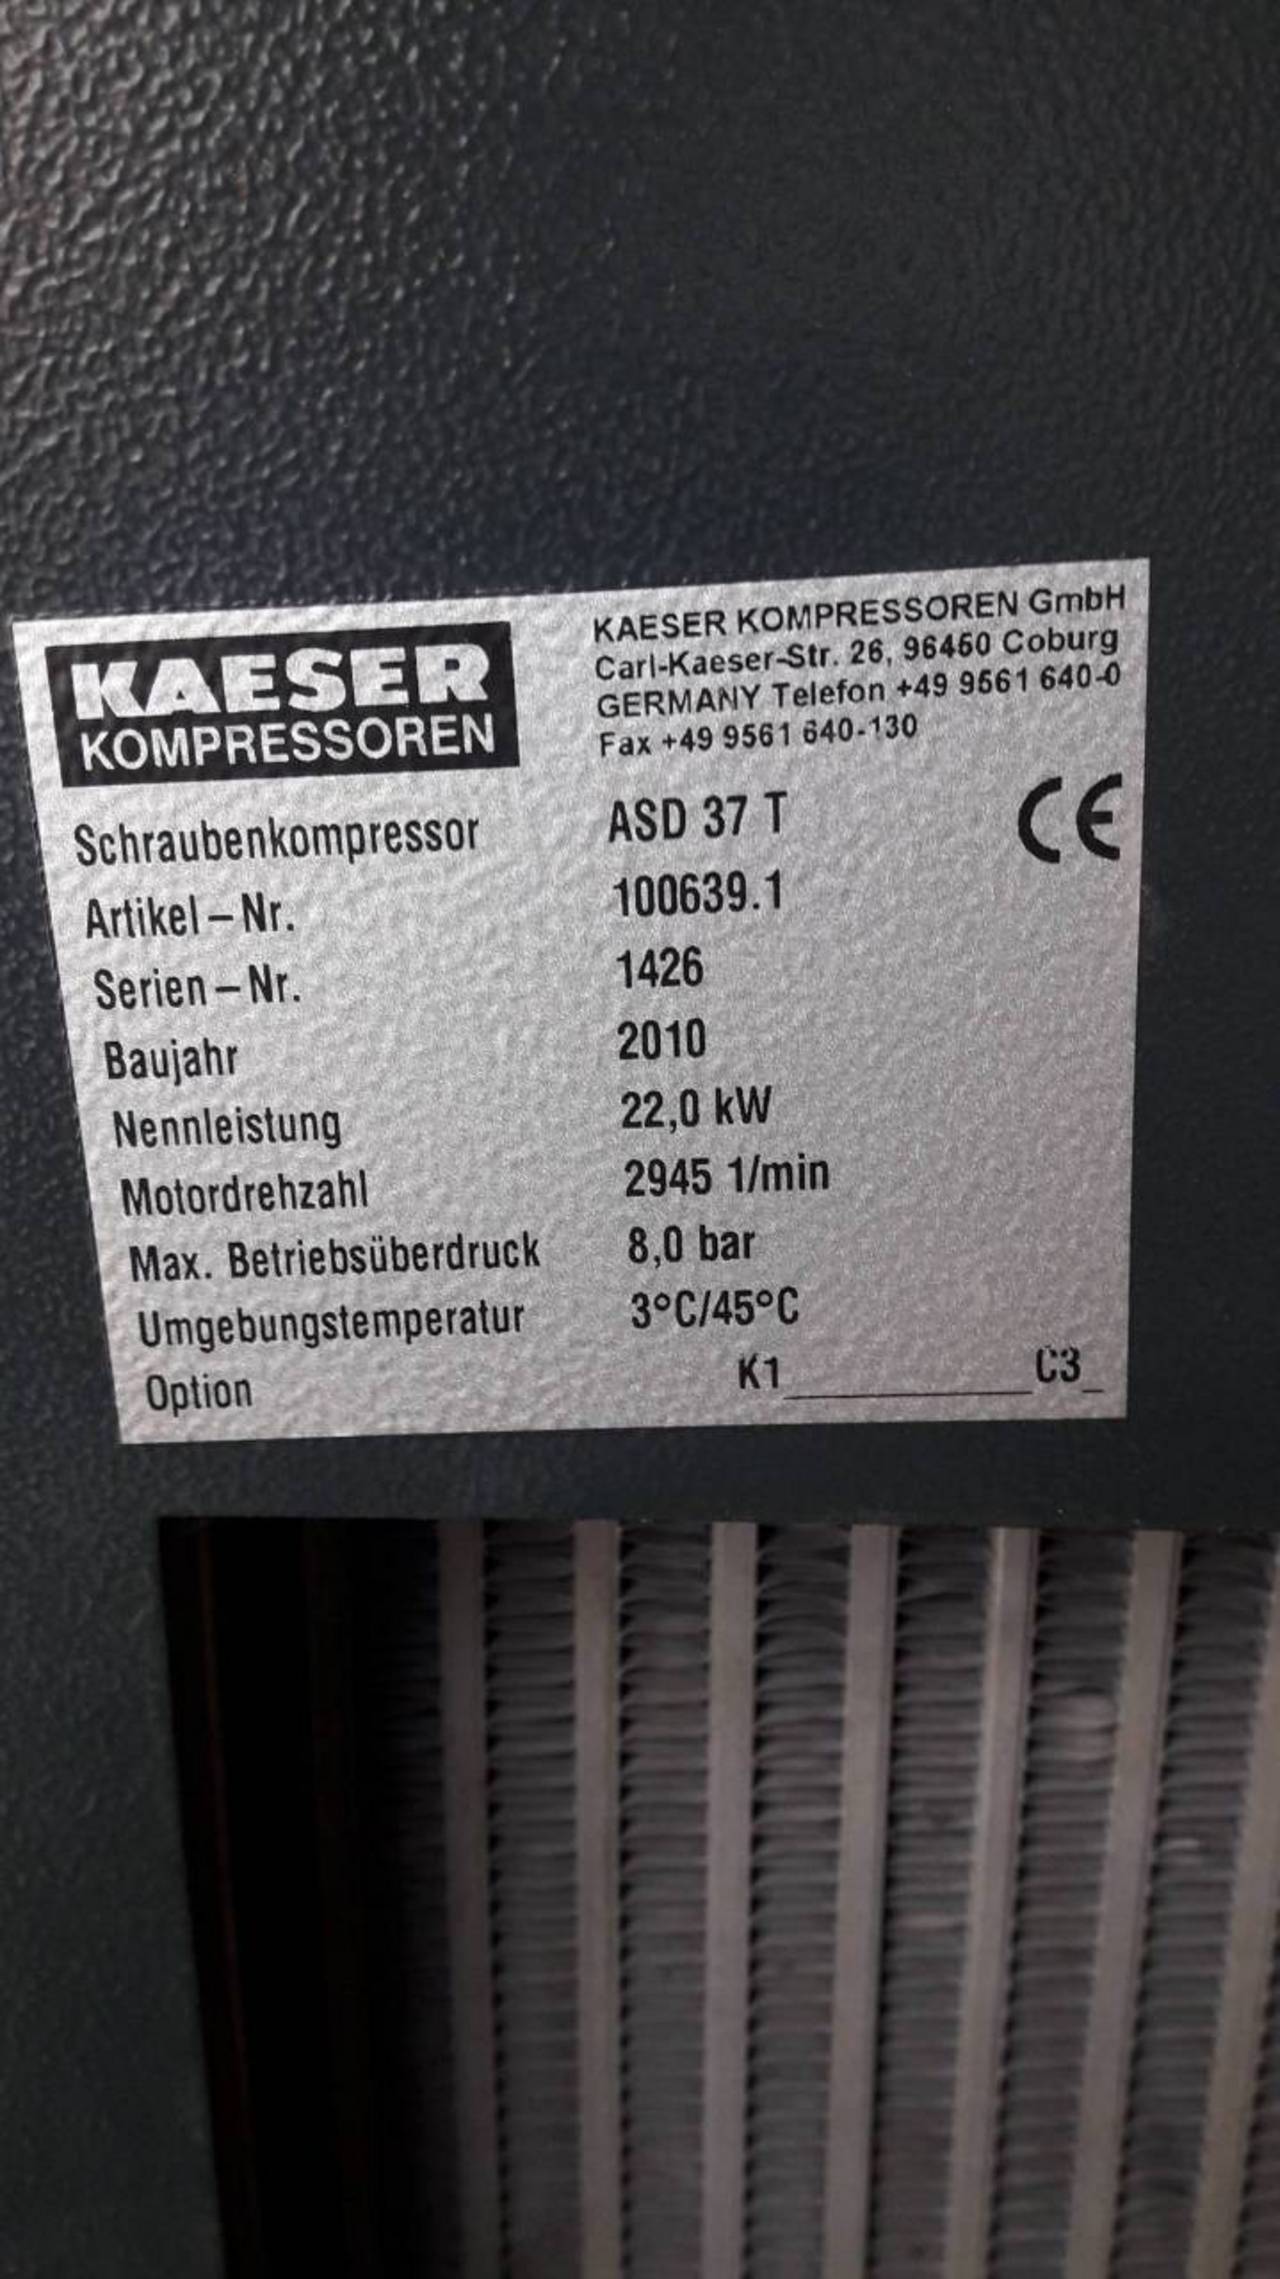 KAESER
KOMPRESSOREN
KAESER KOMPRESSOREN GmbH
Carl-Kaeser-Str. 26, 96450 Coburg
GERMANY Telefon +49 9561 640-0
Fax +49 9561 640-130
CE
Schraubenkompressor ASD 37 T
Artikel – Nr. 100639.1
Serien – Nr. 1426
Baujahr 2010
Nennleistung 22,0 kW
Motordrehzahl 2945 1/min
Max. Betriebsüberdruck 8,0 bar
Umgebungstemperatur 3°C/45°C
Option K1__________C3_